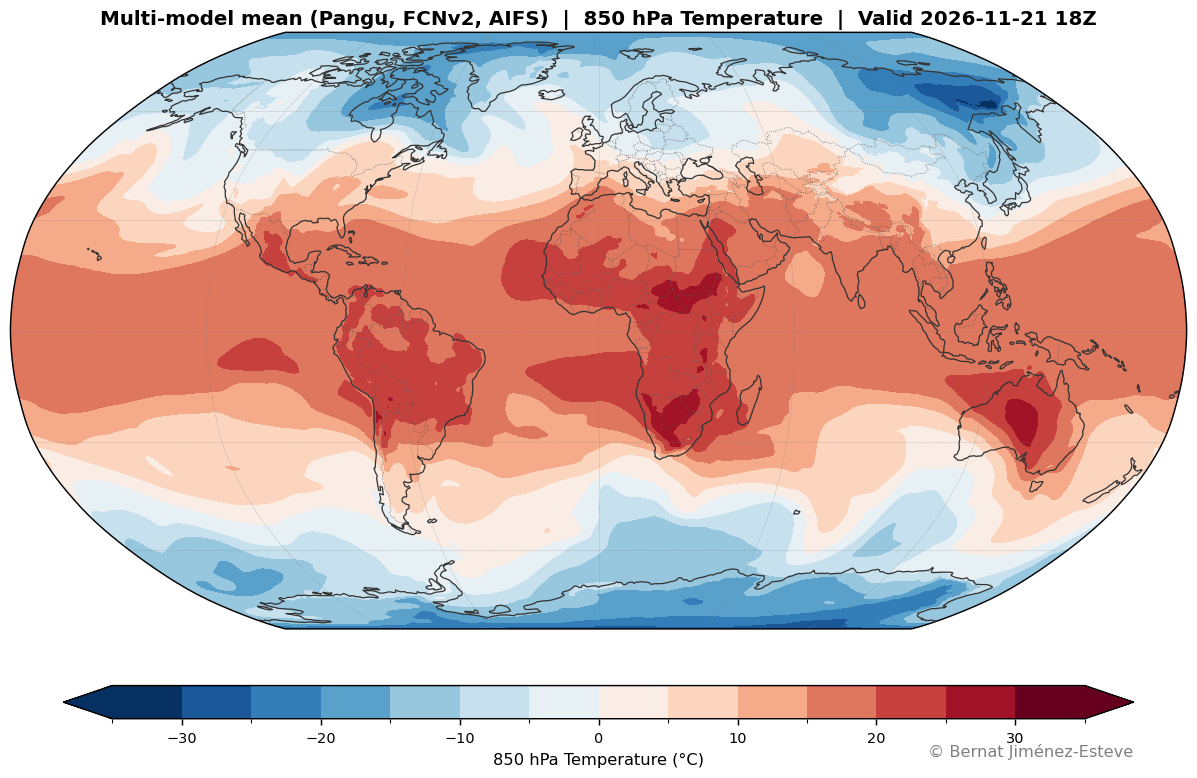 Multi-model mean (Pangu, FCNv2, AIFS)  |  850 hPa Temperature  |  Valid 2026-11-21 18Z
−30 −20 −10 0 10 20 30
850 hPa Temperature (°C)
© Bernat Jiménez-Esteve